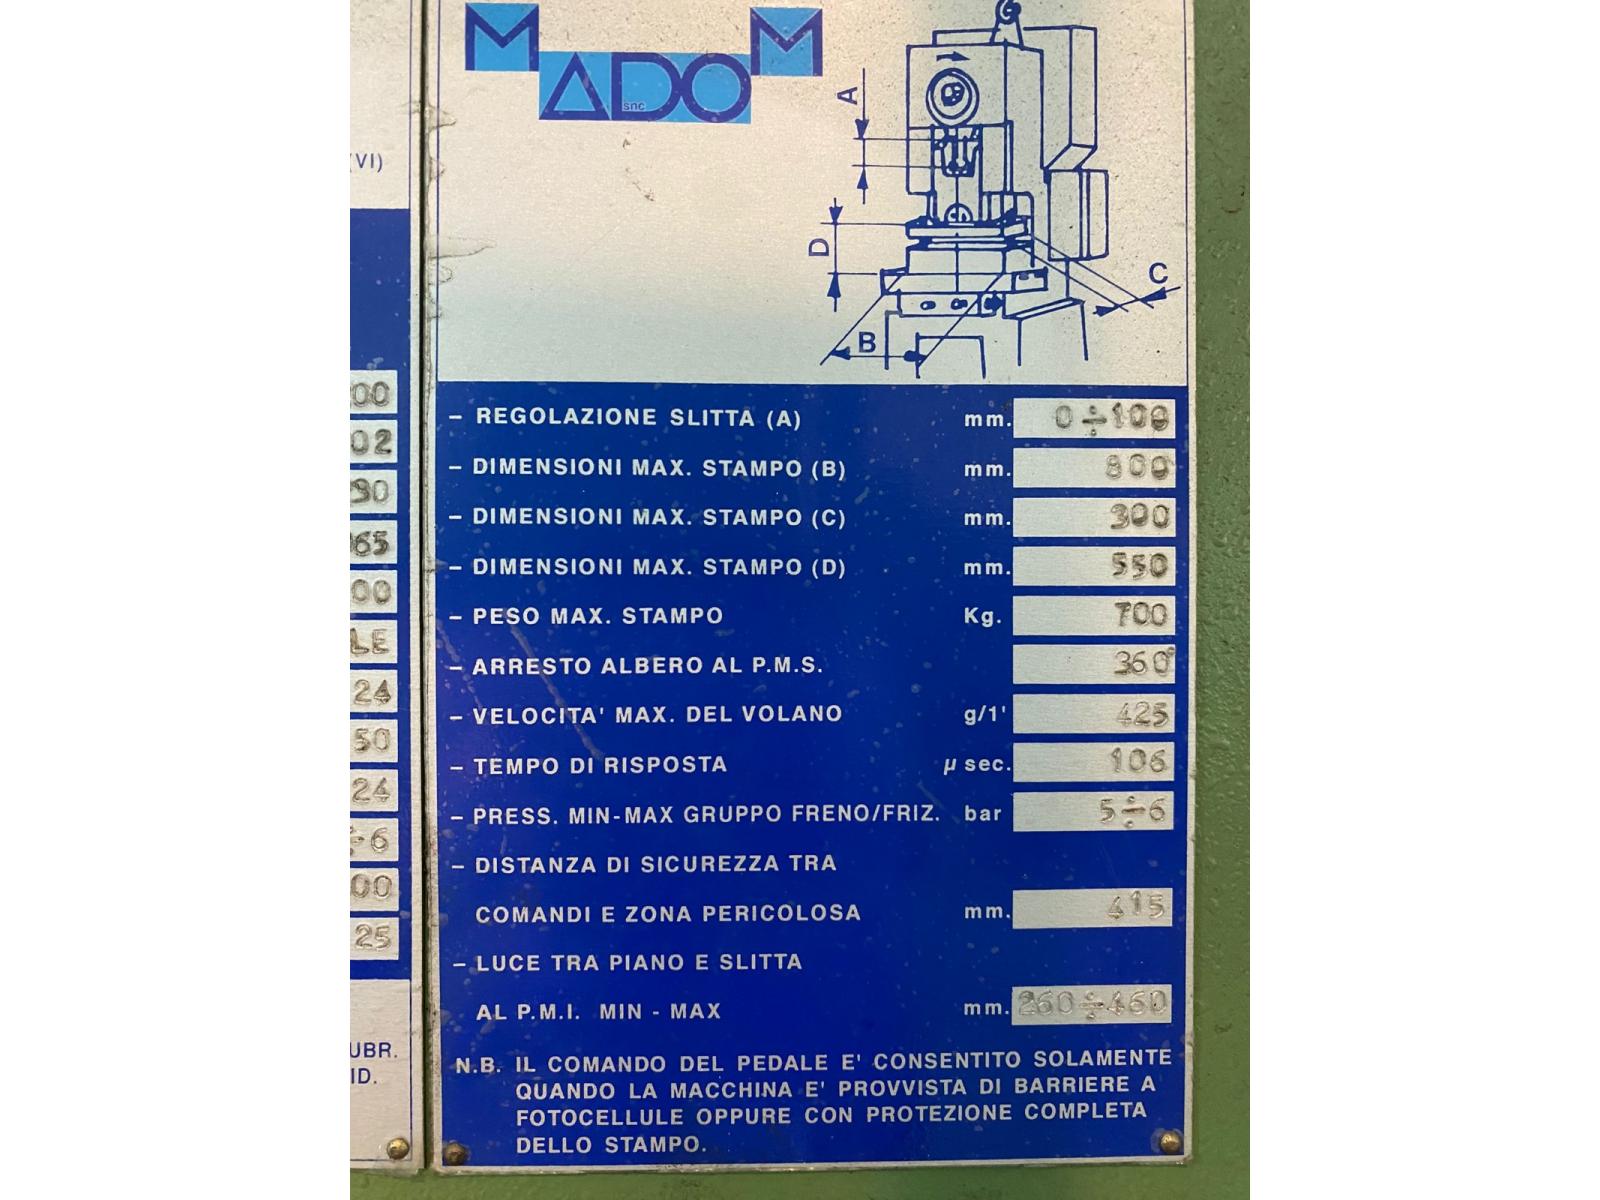 MADOM
snc
A
D
C
B
(VI)
00
02
30
65
00
LE
24
50
24
÷6
00
25
UBR.
ID.
– REGOLAZIONE SLITTA (A) mm. 0÷100
– DIMENSIONI MAX. STAMPO (B) mm. 800
– DIMENSIONI MAX. STAMPO (C) mm. 300
– DIMENSIONI MAX. STAMPO (D) mm. 550
– PESO MAX. STAMPO Kg. 700
– ARRESTO ALBERO AL P.M.S. 360°
– VELOCITA' MAX. DEL VOLANO g/1' 425
– TEMPO DI RISPOSTA µ sec. 106
– PRESS. MIN-MAX GRUPPO FRENO/FRIZ. bar 5÷6
– DISTANZA DI SICUREZZA TRA
COMANDI E ZONA PERICOLOSA mm. 415
– LUCE TRA PIANO E SLITTA
AL P.M.I. MIN - MAX mm. 260÷460
N.B. IL COMANDO DEL PEDALE E' CONSENTITO SOLAMENTE
QUANDO LA MACCHINA E' PROVVISTA DI BARRIERE A
FOTOCELLULE OPPURE CON PROTEZIONE COMPLETA
DELLO STAMPO.